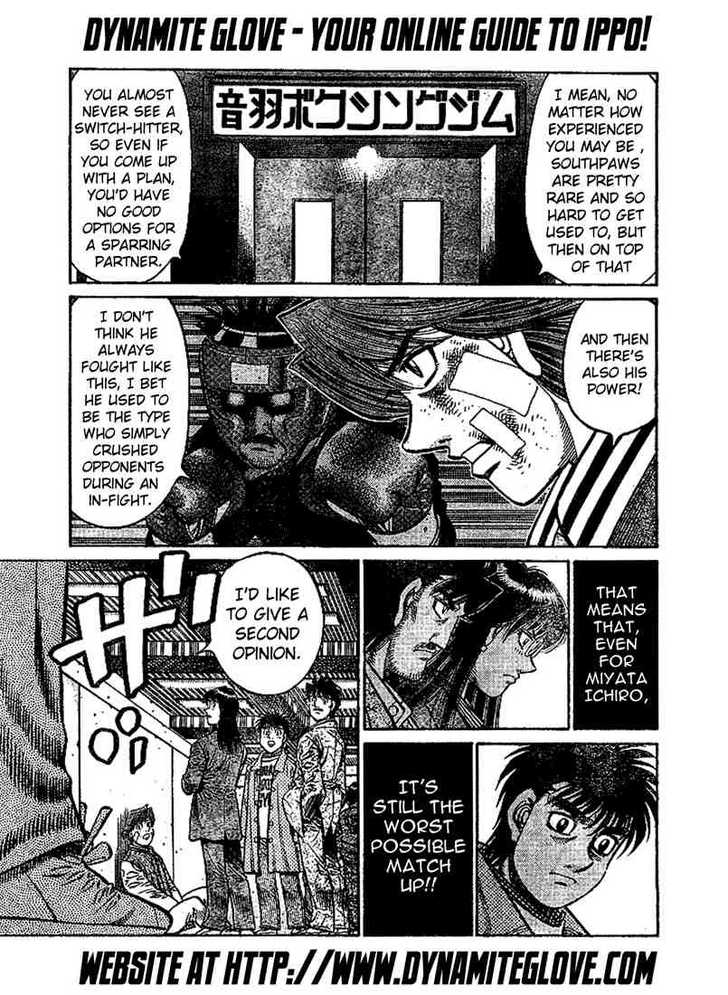 DYNAMITE GLOVE - YOUR ONLINE GUIDE TO IPPO!
音羽ボクシングジム
I MEAN, NO
MATTER HOW
EXPERIENCED
YOU MAY BE ,
SOUTHPAWS
ARE PRETTY
RARE AND SO
HARD TO GET
USED TO, BUT
THEN ON TOP
OF THAT
YOU ALMOST
NEVER SEE A
SWITCH-HITTER,
SO EVEN IF
YOU COME UP
WITH A PLAN,
YOU'D HAVE
NO GOOD
OPTIONS FOR
A SPARRING
PARTNER.
AND THEN
THERE'S
ALSO HIS
POWER!
I DON'T
THINK HE
ALWAYS
FOUGHT LIKE
THIS, I BET
HE USED TO
BE THE TYPE
WHO SIMPLY
CRUSHED
OPPONENTS
DURING AN
IN-FIGHT.
THAT
MEANS
THAT,
EVEN
FOR
MIYATA
ICHIRO,
IT'S
STILL THE
WORST
POSSIBLE
MATCH
UP!!
I'D LIKE
TO GIVE A
SECOND
OPINION.
ザッ
WEBSITE AT HTTP://WWW.DYNAMITEGLOVE.COM